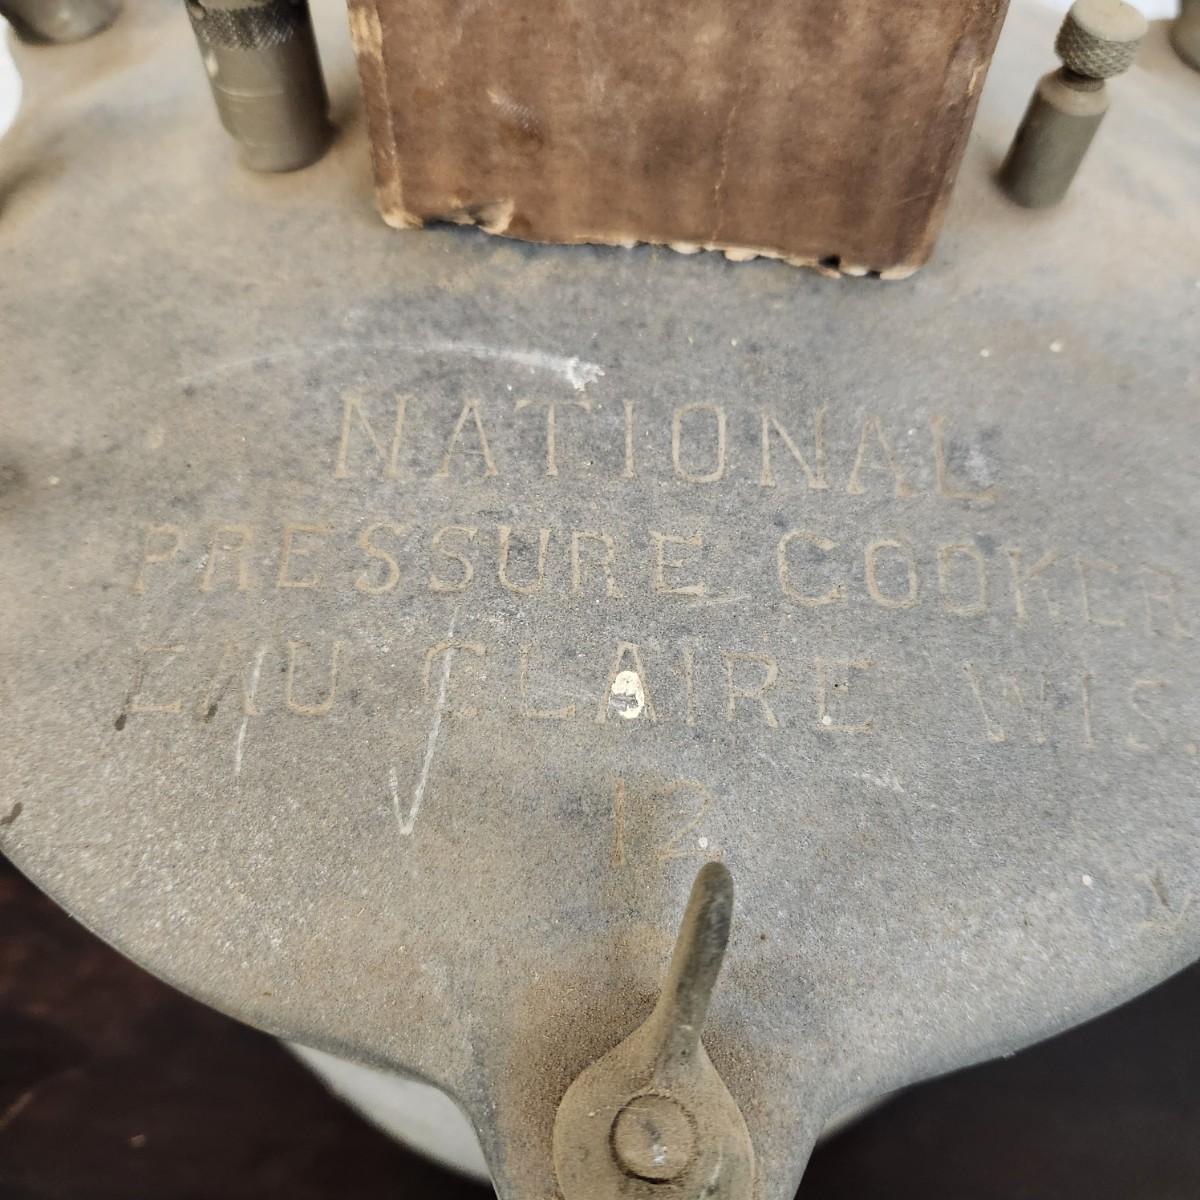 NATIONAL
PRESSURE COOKER
EAU CLAIRE WIS.
12